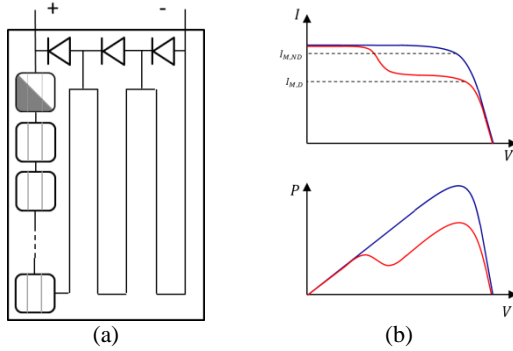 + -
I
I_{M,ND}
I_{M,D}
V
P
V
(a) (b)